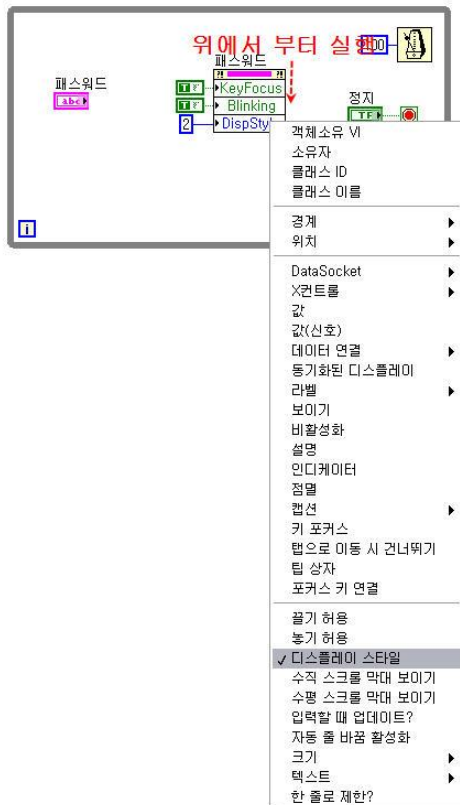 위에서 부터 실행
패스워드
패스워드
abc
KeyFocus
Blinking
2
DispStyl
정지
TF
i
객체소유 VI
소유자
클래스 ID
클래스 이름
경계
위치
DataSocket
X컨트롤
값
값(신호)
데이터 연결
동기화된 디스플레이
라벨
보이기
비활성화
설명
인디케이터
점멸
캡션
키 포커스
탭으로 이동 시 건너뛰기
팁 상자
포커스 키 연결
끌기 허용
놓기 허용
디스플레이 스타일
수직 스크롤 막대 보이기
수평 스크롤 막대 보이기
입력할 때 업데이트?
자동 줄 바꿈 활성화
크기
텍스트
한 줄로 제한?